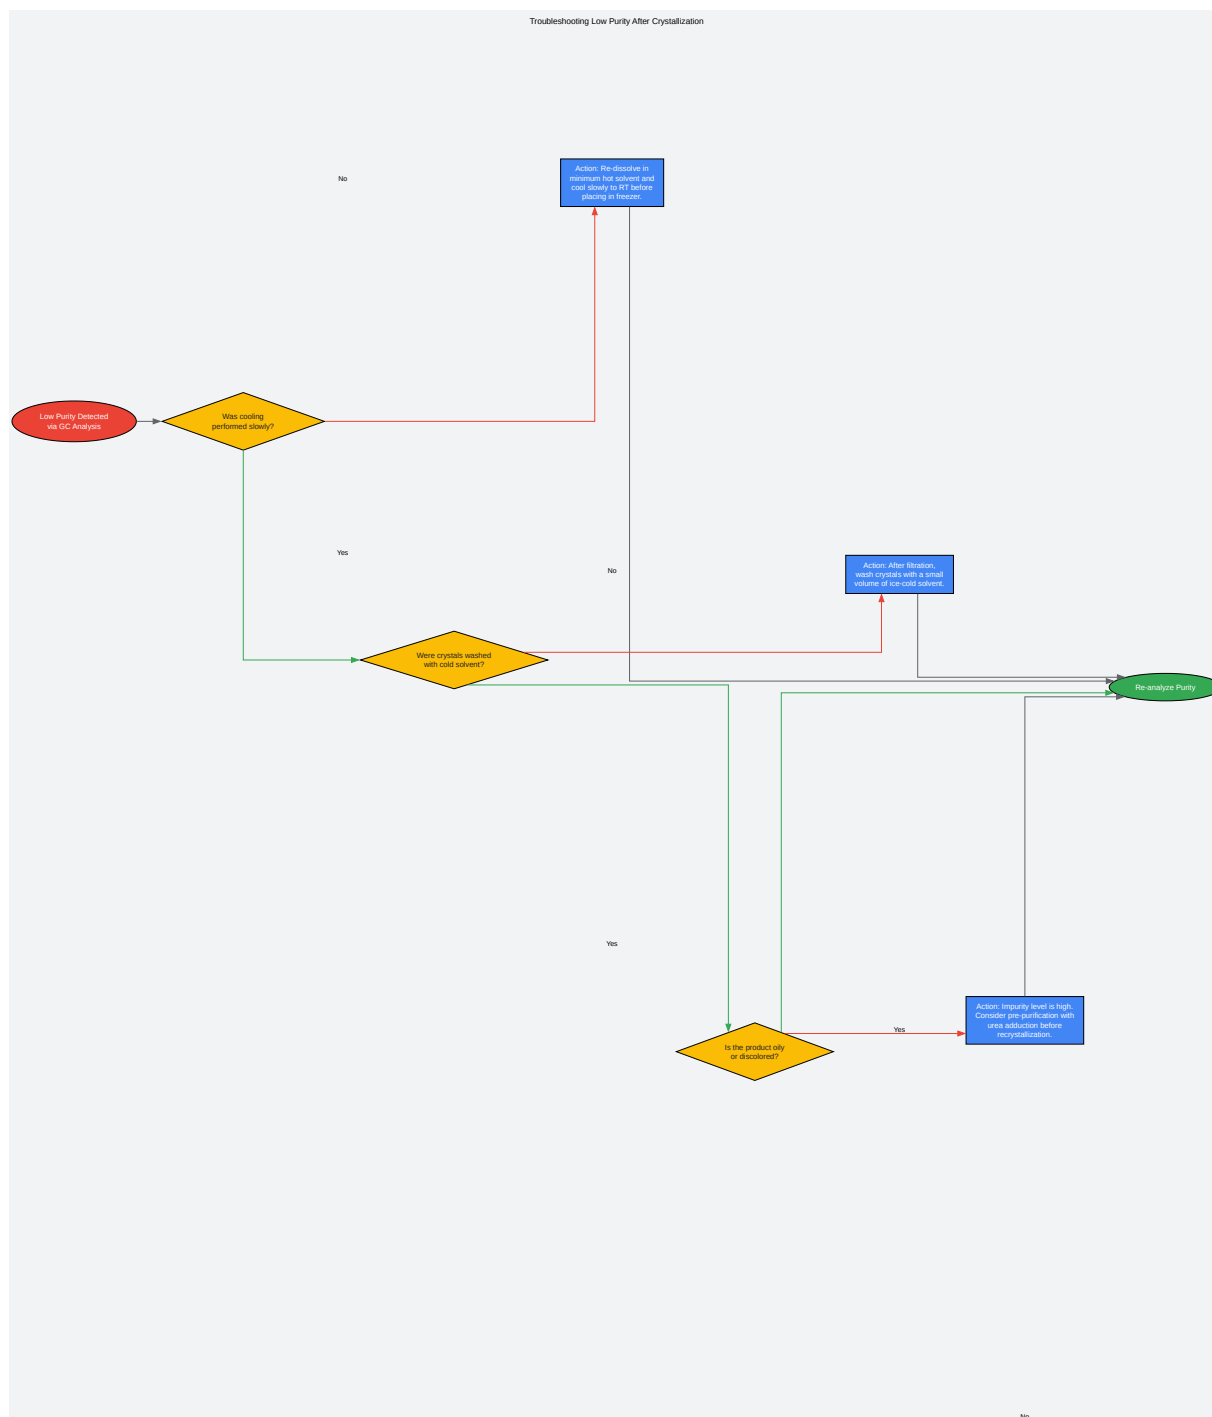 Troubleshooting Low Purity After Crystallization
No
Action: Re-dissolve in
minimum hot solvent and
cool slowly to RT before
placing in freezer.
Low Purity Detected
via GC Analysis
Was cooling
performed slowly?
Yes
No
Action: After filtration,
wash crystals with a small
volume of ice-cold solvent.
Were crystals washed
with cold solvent?
Re-analyze Purity
Yes
Is the product oily
or discolored?
Yes
Action: Impurity level is high.
Consider pre-purification with
urea adduction before
recrystallization.
No